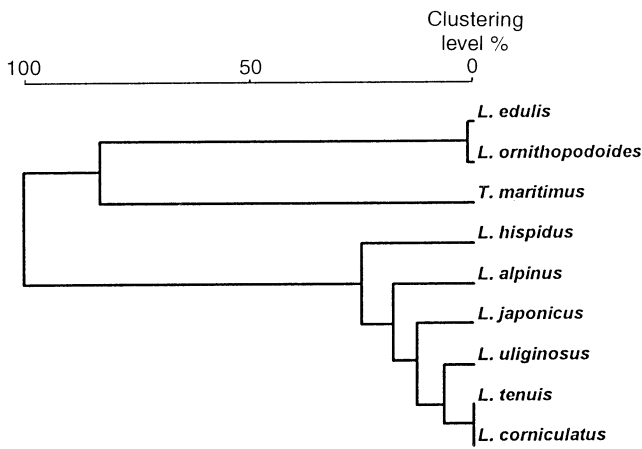 Clustering
level %
100 50 0
L. edulis
L. ornithopodoides
T. maritimus
L. hispidus
L. alpinus
L. japonicus
L. uliginosus
L. tenuis
L. corniculatus